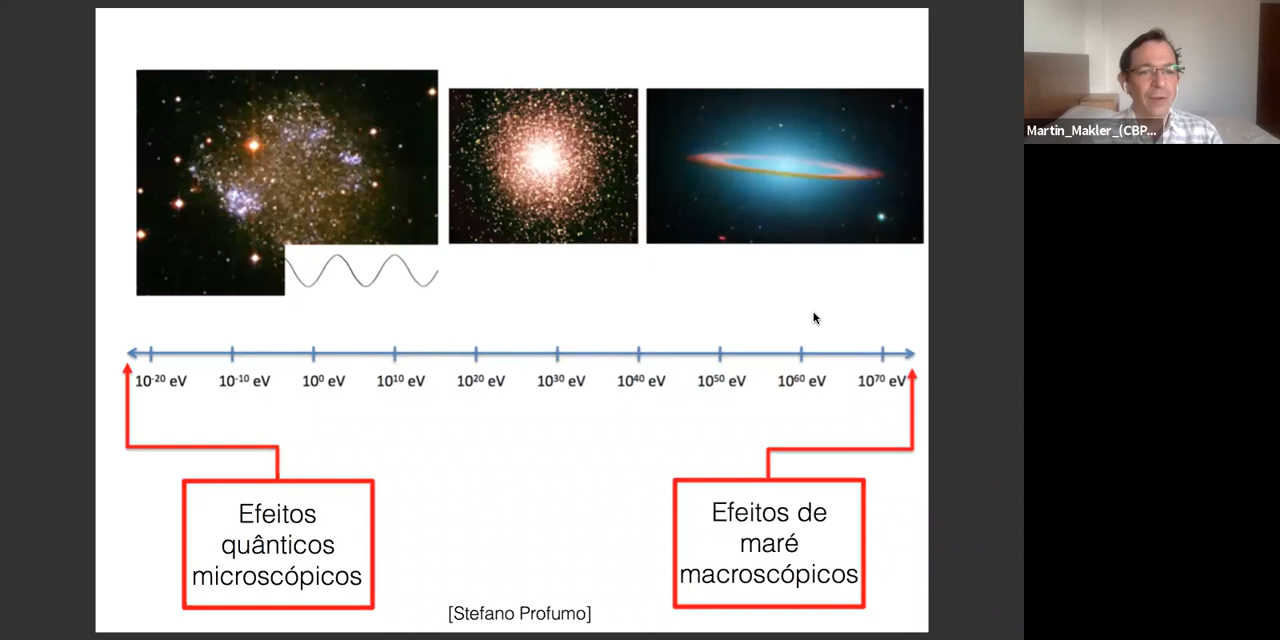 Martin_Makler_(CBP...
10⁻²⁰ eV
10⁻¹⁰ eV
10⁰ eV
10¹⁰ eV
10²⁰ eV
10³⁰ eV
10⁴⁰ eV
10⁵⁰ eV
10⁶⁰ eV
10⁷⁰ eV
Efeitos
quânticos
microscópicos
Efeitos de
maré
macroscópicos
[Stefano Profumo]